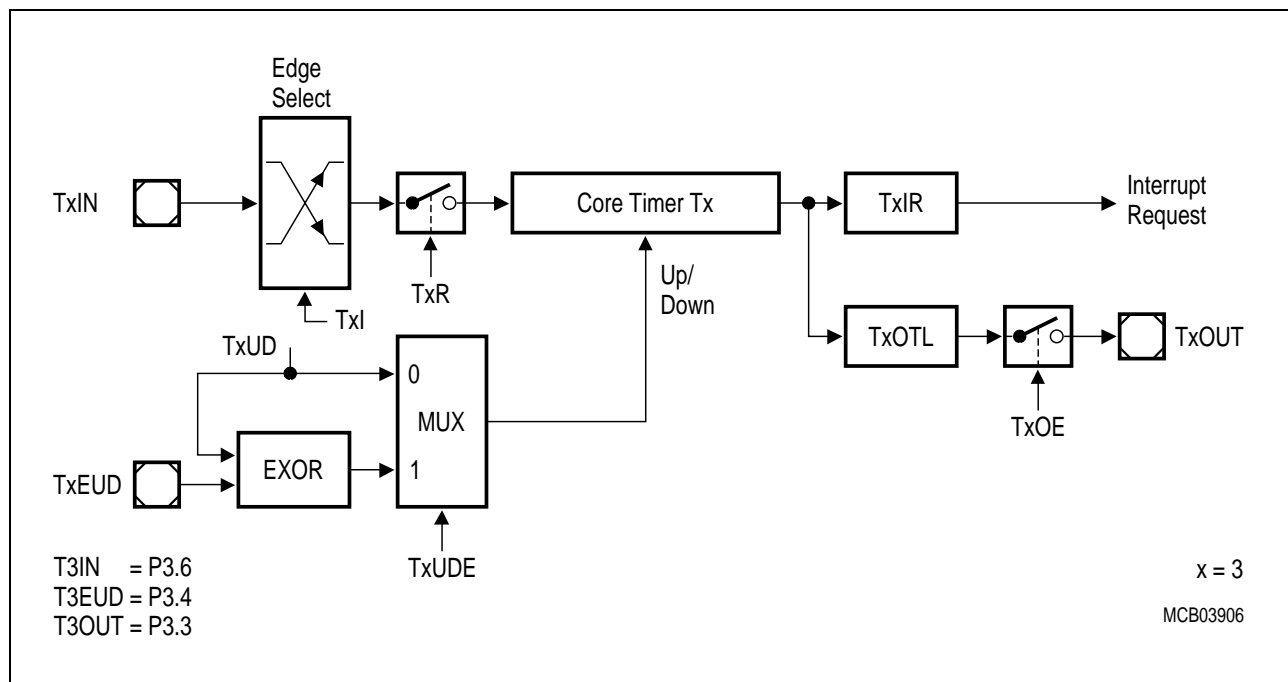 Edge
Select
TxIN
Core Timer Tx
TxIR
Interrupt
Request
TxR
Up/
Down
TxI
TxUD
TxOTL
TxOUT
0
MUX
TxOE
EXOR
1
TxEUD
TxUDE
T3IN = P3.6
T3EUD = P3.4
T3OUT = P3.3
x = 3
MCB03906